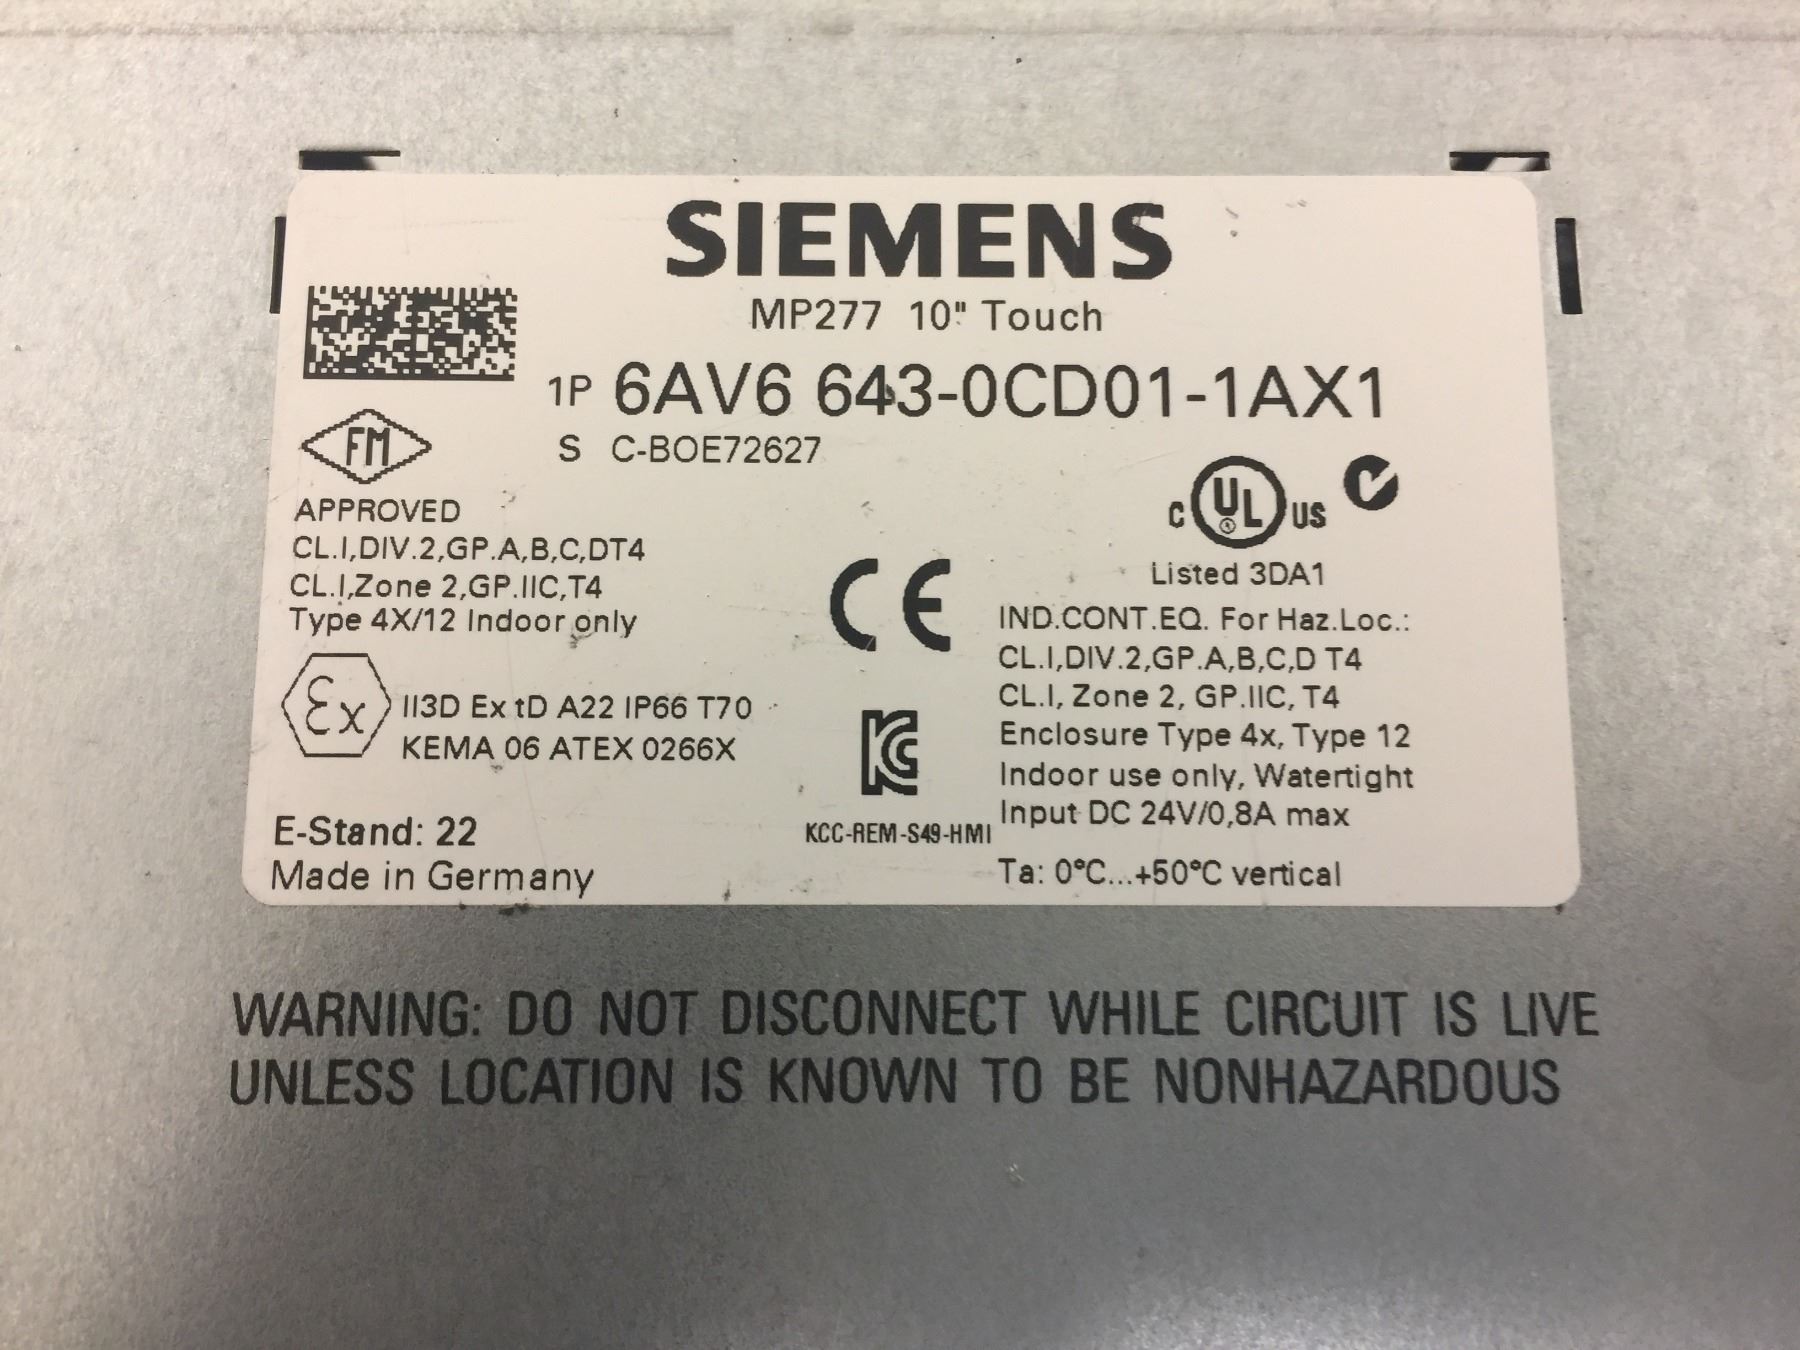 SIEMENS
MP277 10" Touch
1P 6AV6 643-0CD01-1AX1
S C-BOE72627
FM
APPROVED
CL.I,DIV.2,GP.A,B,C,DT4
CL.I,Zone 2,GP.IIC,T4
Type 4X/12 Indoor only
Ex
II3D Ex tD A22 IP66 T70
KEMA 06 ATEX 0266X
E-Stand: 22
Made in Germany
CE
KC
KCC-REM-S49-HMI
C UL US
Listed 3DA1
IND.CONT.EQ. For Haz.Loc.:
CL.I,DIV.2,GP.A,B,C,D T4
CL.I, Zone 2, GP.IIC, T4
Enclosure Type 4x, Type 12
Indoor use only, Watertight
Input DC 24V/0,8A max
Ta: 0°C...+50°C vertical
WARNING: DO NOT DISCONNECT WHILE CIRCUIT IS LIVE
UNLESS LOCATION IS KNOWN TO BE NONHAZARDOUS